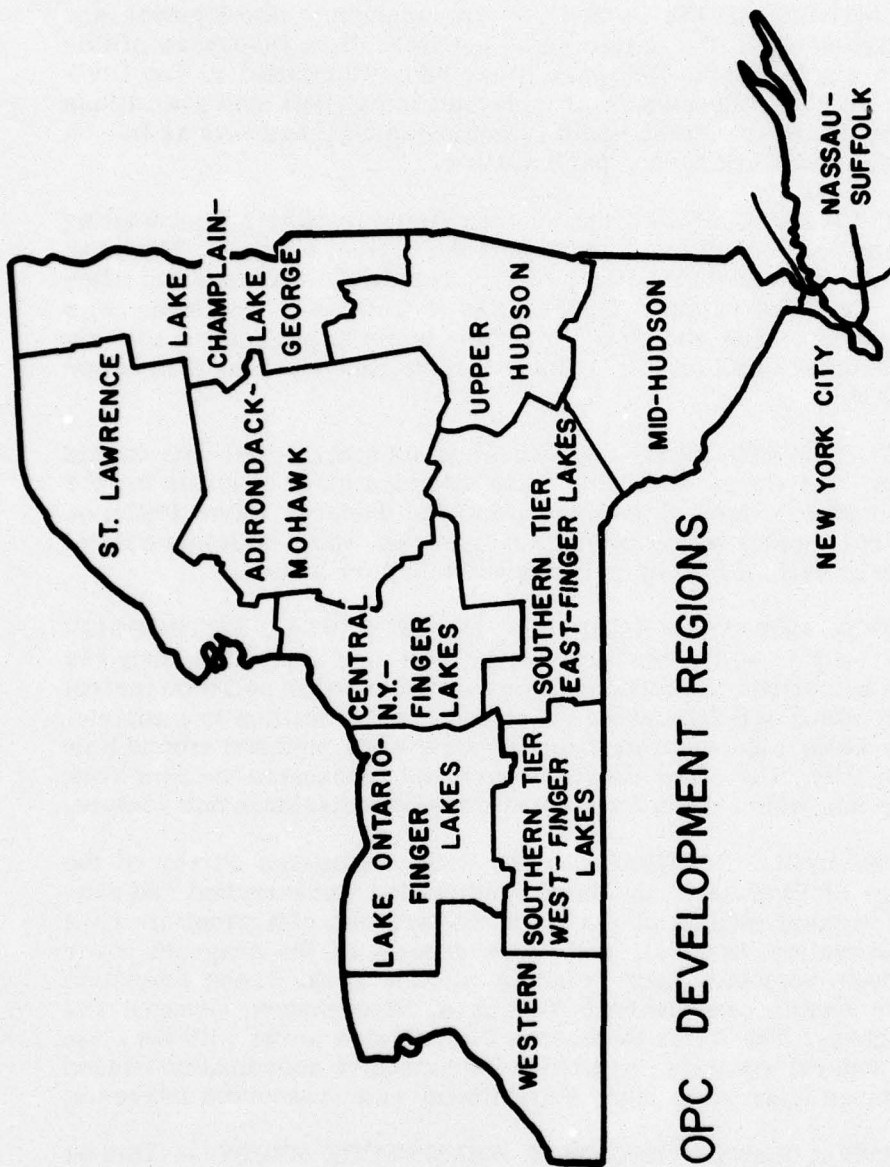 ST. LAWRENCE
LAKE
CHAMPLAIN-
LAKE
GEORGE
ADIRONDACK-
MOHAWK
CENTRAL
N.Y.-
FINGER
LAKES
LAKE ONTARIO-
FINGER
LAKES
UPPER
HUDSON
WESTERN
SOUTHERN TIER
WEST-FINGER
LAKES
SOUTHERN TIER
EAST-FINGER LAKES
MID-HUDSON
NEW YORK CITY
NASSAU-
SUFFOLK
OPC DEVELOPMENT REGIONS